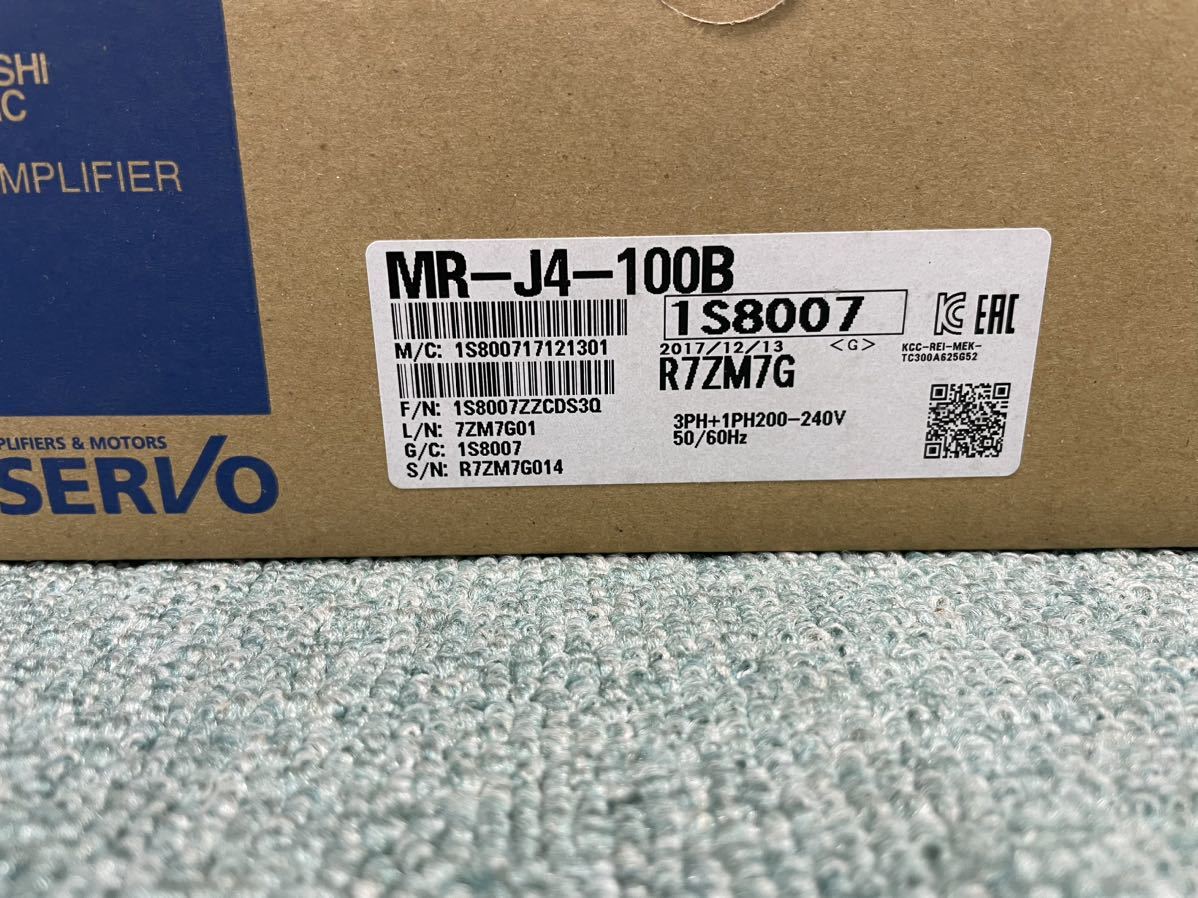 SHI
IC
MPLIFIER
PLIFIERS & MOTORS
SERVO
MR-J4-100B
1S8007
M/C: 1S800717121301
2017/12/13 <G>
R7ZM7G
F/N: 1S8007ZZCDS3Q
L/N: 7ZM7G01
G/C: 1S8007
S/N: R7ZM7G014
3PH+1PH200-240V
50/60Hz
EAC
KCC-REI-MEK-
TC300A625G52